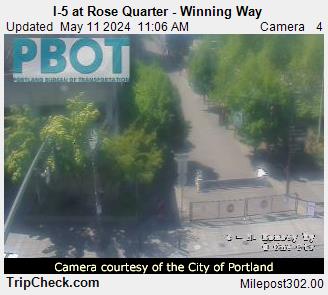 I-5 at Rose Quarter - Winning Way
Updated May 11 2024 11:06 AM Camera 4
PBOT
PORTLAND BUREAU OF TRANSPORTATION
Camera courtesy of the City of Portland
TripCheck.com Milepost302.00